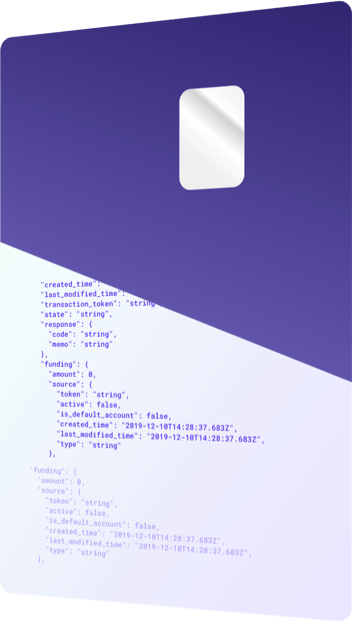 "created_time":
"last_modified_time":
"transaction_token": "string
"state": "string",
"response": {
"code": "string",
"memo": "string"
},
"funding": {
"amount": 0,
"source": {
"token": "string",
"active": false,
"is_default_account": false,
"created_time": "2019-12-10T14:28:37.683Z",
"last_modified_time": "2019-12-10T14:28:37.683Z",
"type": "string"
},
"funding": {
"amount": 0,
"source": {
"token": "string",
"active": false,
"is_default_account": false,
"created_time": "2019-12-10T14:28:37.683Z",
"last_modified_time": "2019-12-10T14:28:37.683Z",
"type": "string"
},